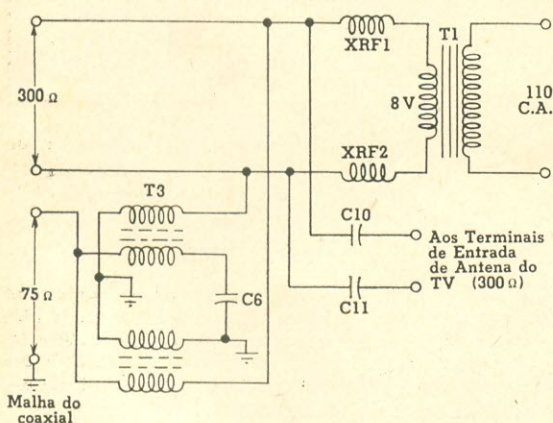 XRF1
T1
300 Ω
8 V
110
C.A.
XRF2
T3
C10
Aos Terminais
de Entrada
de Antena do
TV (300 Ω)
C11
75 Ω
C6
Malha do
coaxial